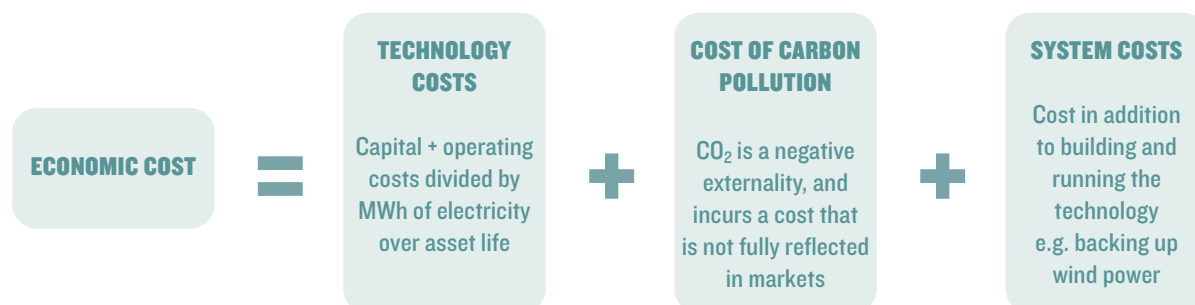 ECONOMIC COST
=
TECHNOLOGY
COSTS
Capital + operating
costs divided by
MWh of electricity
over asset life
+
COST OF CARBON
POLLUTION
CO₂ is a negative
externality, and
incurs a cost that
is not fully reflected
in markets
+
SYSTEM COSTS
Cost in addition
to building and
running the
technology
e.g. backing up
wind power